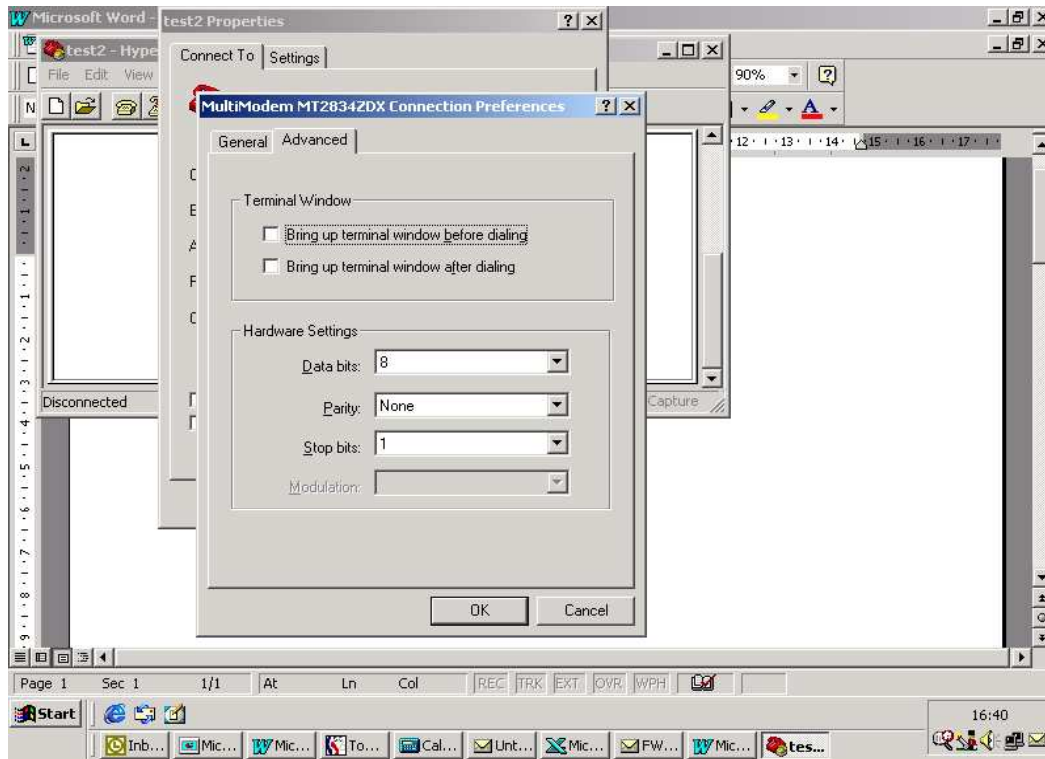 Microsoft Word -
test2 Properties
test2 - Hype
File Edit View
Connect To Settings
90%
MultiModem MT2834ZDX Connection Preferences
General Advanced
12 13 14 15 16 17
Terminal Window
Bring up terminal window before dialing
Bring up terminal window after dialing
Hardware Settings
Data bits: 8
Parity: None
Stop bits: 1
Modulation:
Disconnected
Capture
OK Cancel
Page 1 Sec 1 1/1 At Ln Col REC TRK EXT OVR WPH
Start
16:40
Inb... Mic... Mic... To... Cal... Unt... Mic... FW... Mic... tes...